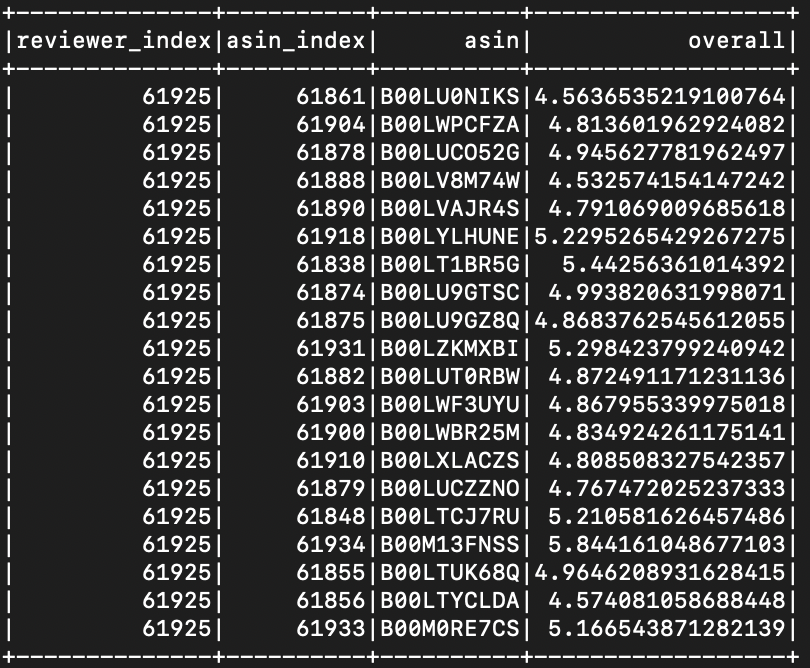 +--------------+----------+----------+------------------+
|reviewer_index|asin_index|      asin|           overall|
+--------------+----------+----------+------------------+
|         61925|     61861|B00LU0NIKS|4.5636535219100764|
|         61925|     61904|B00LWPCFZA| 4.813601962924082|
|         61925|     61878|B00LUCO52G| 4.945627781962497|
|         61925|     61888|B00LV8M74W| 4.532574154147242|
|         61925|     61890|B00LVAJR4S| 4.791069009685618|
|         61925|     61918|B00LYLHUNE|5.2295265429267275|
|         61925|     61838|B00LT1BR5G|  5.44256361014392|
|         61925|     61874|B00LU9GTSC| 4.993820631998071|
|         61925|     61875|B00LU9GZ8Q|4.8683762545612055|
|         61925|     61931|B00LZKMXBI| 5.298423799240942|
|         61925|     61882|B00LUT0RBW| 4.872491171231136|
|         61925|     61903|B00LWF3UYU| 4.867955339975018|
|         61925|     61900|B00LWBR25M| 4.834924261175141|
|         61925|     61910|B00LXLACZS| 4.808508327542357|
|         61925|     61879|B00LUCZZNO| 4.767472025237333|
|         61925|     61848|B00LTCJ7RU| 5.210581626457486|
|         61925|     61934|B00M13FNSS| 5.844161048677103|
|         61925|     61855|B00LTUK68Q|4.9646208931628415|
|         61925|     61856|B00LTYCLDA| 4.574081058688448|
|         61925|     61933|B00M0RE7CS| 5.166543871282139|
+--------------+----------+----------+------------------+